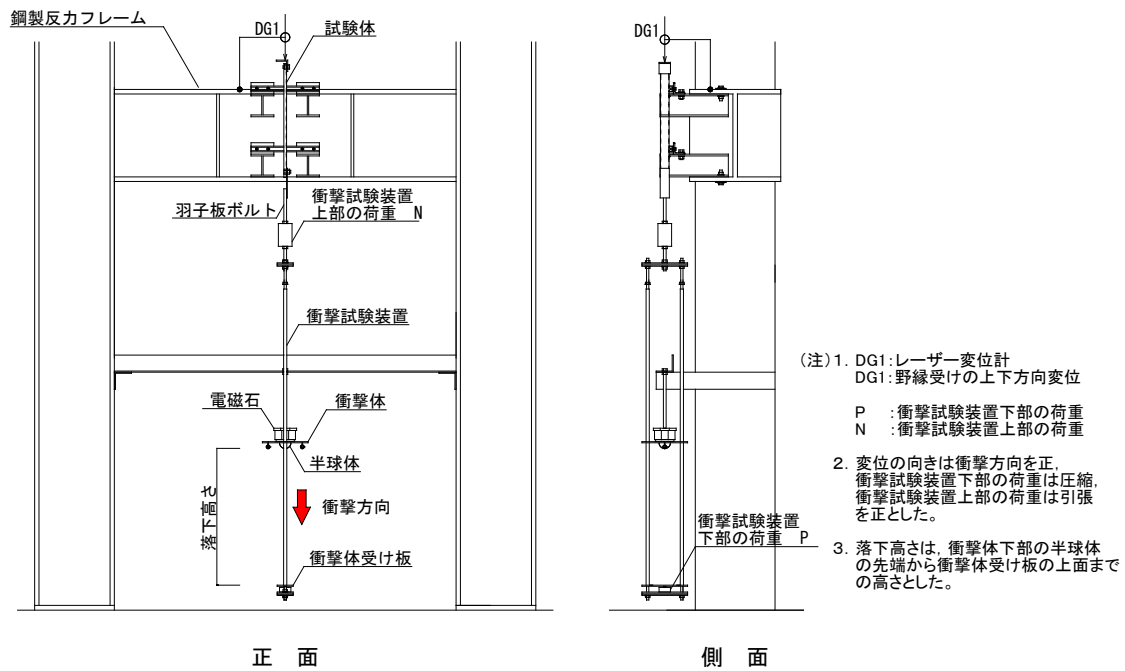 鋼製反力フレーム
DG1
試験体
羽子板ボルト
衝撃試験装置
上部の荷重 N
衝撃試験装置
電磁石
衝撃体
半球体
落下高さ
衝撃方向
衝撃体受け板
正 面
DG1
衝撃試験装置
下部の荷重 P
側 面
(注)1. DG1:レーザー変位計
DG1:野縁受けの上下方向変位
P :衝撃試験装置下部の荷重
N :衝撃試験装置上部の荷重
2. 変位の向きは衝撃方向を正,
衝撃試験装置下部の荷重は圧縮,
衝撃試験装置上部の荷重は引張
を正とした。
3. 落下高さは, 衝撃体下部の半球体
の先端から衝撃体受け板の上面まで
の高さとした。